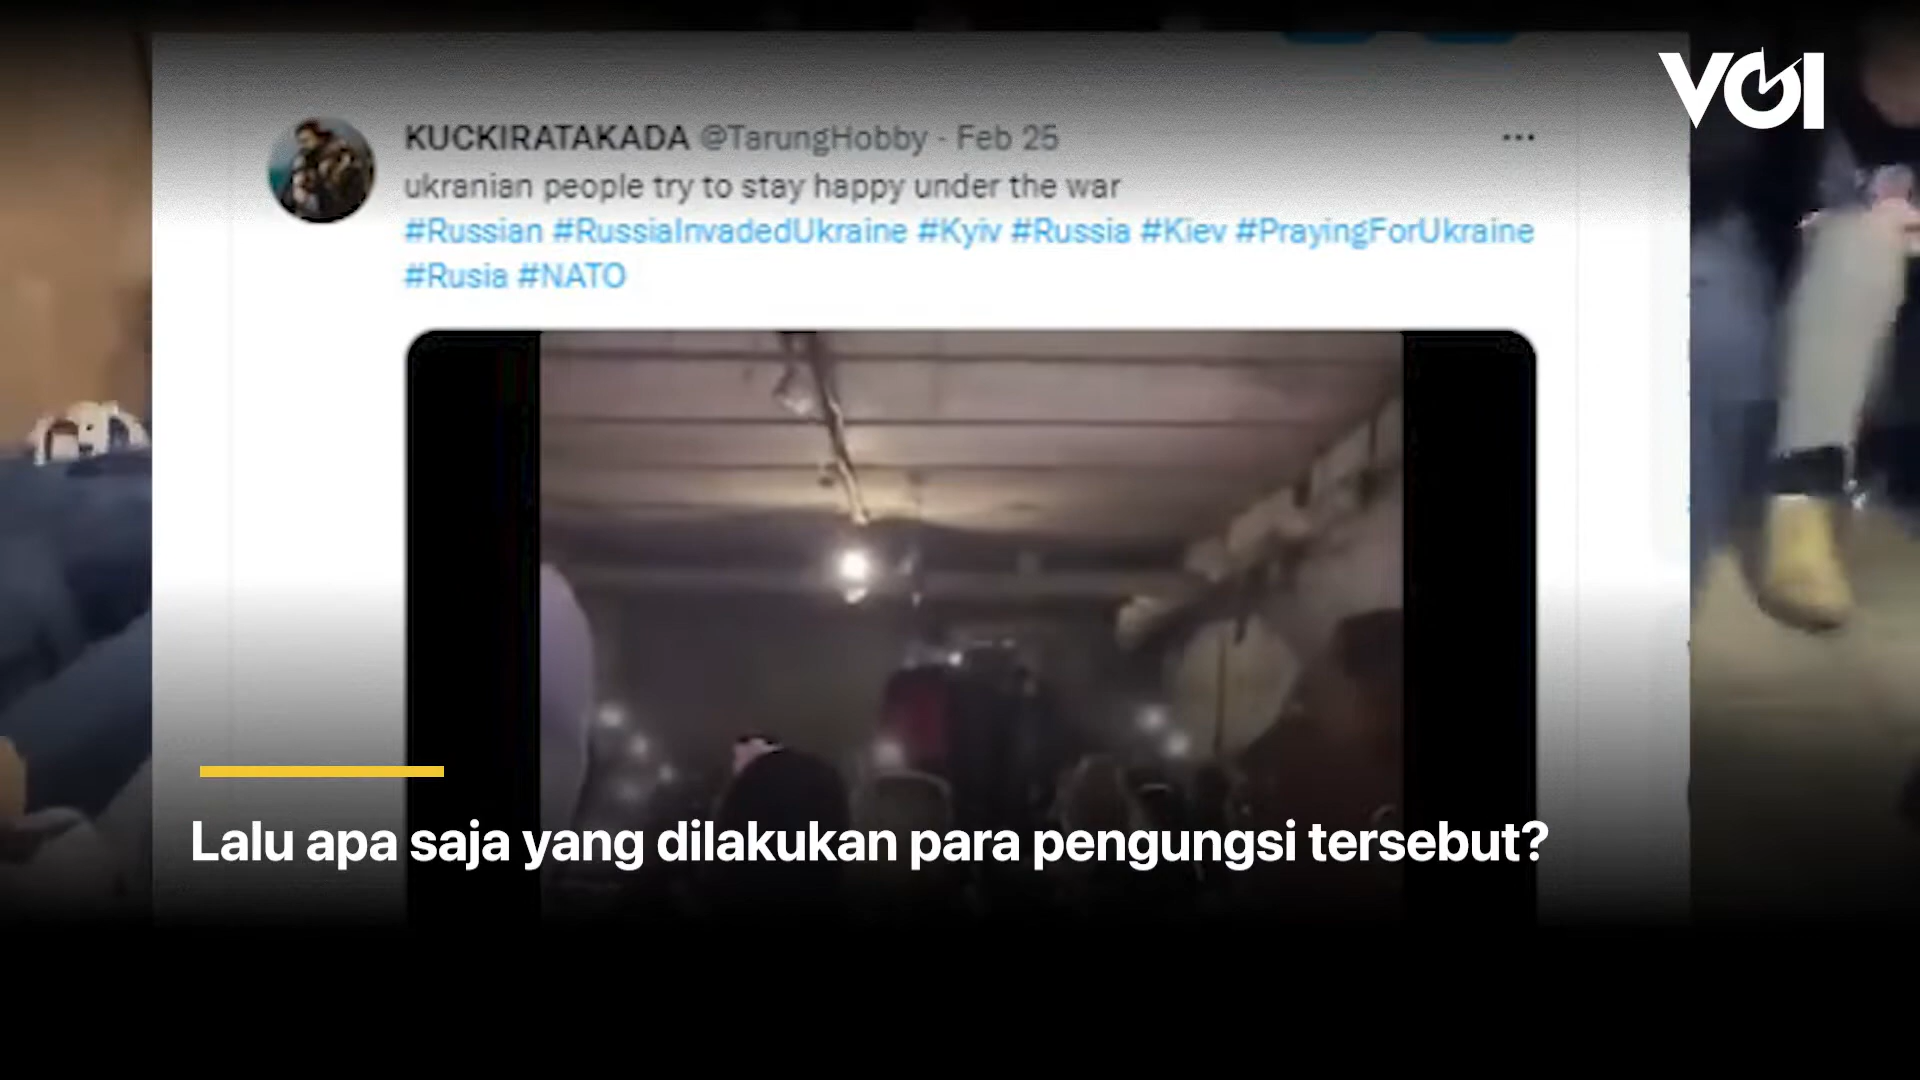 VOI
KUCKIRATAKADA @TarungHobby · Feb 25
ukranian people try to stay happy under the war
#Russian #RussiaInvadedUkraine #Kyiv #Russia #Kiev #PrayingForUkraine
#Rusia #NATO
Lalu apa saja yang dilakukan para pengungsi tersebut?